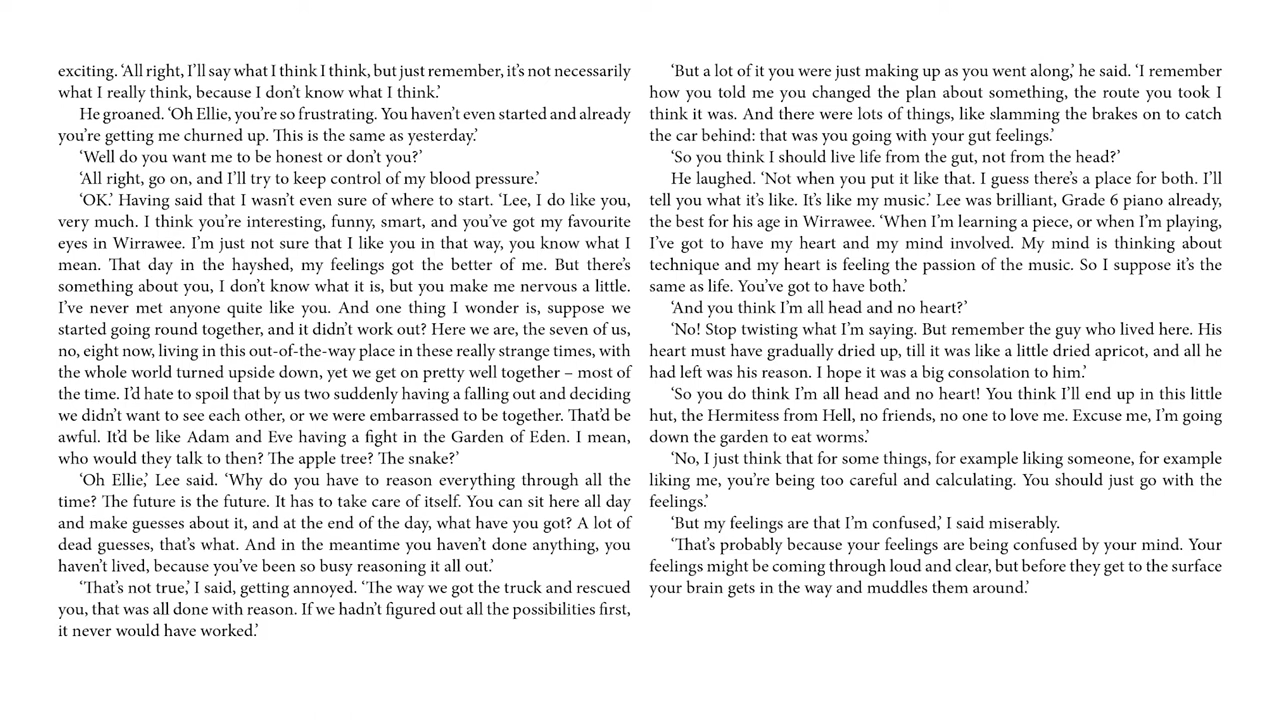 exciting. ‘All right, I’ll say what I think I think, but just remember, it’s not necessarily
what I really think, because I don’t know what I think.’
He groaned. ‘Oh Ellie, you’re so frustrating. You haven’t even started and already
you’re getting me churned up. This is the same as yesterday.’
‘Well do you want me to be honest or don’t you?’
‘All right, go on, and I’ll try to keep control of my blood pressure.’
‘OK.’ Having said that I wasn’t even sure of where to start. ‘Lee, I do like you,
very much. I think you’re interesting, funny, smart, and you’ve got my favourite
eyes in Wirrawee. I’m just not sure that I like you in that way, you know what I
mean. That day in the hayshed, my feelings got the better of me. But there’s
something about you, I don’t know what it is, but you make me nervous a little.
I’ve never met anyone quite like you. And one thing I wonder is, suppose we
started going round together, and it didn’t work out? Here we are, the seven of us,
no, eight now, living in this out-of-the-way place in these really strange times, with
the whole world turned upside down, yet we get on pretty well together – most of
the time. I’d hate to spoil that by us two suddenly having a falling out and deciding
we didn’t want to see each other, or we were embarrassed to be together. That’d be
awful. It’d be like Adam and Eve having a fight in the Garden of Eden. I mean,
who would they talk to then? The apple tree? The snake?’
‘Oh Ellie,’ Lee said. ‘Why do you have to reason everything through all the
time? The future is the future. It has to take care of itself. You can sit here all day
and make guesses about it, and at the end of the day, what have you got? A lot of
dead guesses, that’s what. And in the meantime you haven’t done anything, you
haven’t lived, because you’ve been so busy reasoning it all out.’
‘That’s not true,’ I said, getting annoyed. ‘The way we got the truck and rescued
you, that was all done with reason. If we hadn’t figured out all the possibilities first,
it never would have worked.’
‘But a lot of it you were just making up as you went along,’ he said. ‘I remember
how you told me you changed the plan about something, the route you took I
think it was. And there were lots of things, like slamming the brakes on to catch
the car behind: that was you going with your gut feelings.’
‘So you think I should live life from the gut, not from the head?’
He laughed. ‘Not when you put it like that. I guess there’s a place for both. I’ll
tell you what it’s like. It’s like my music.’ Lee was brilliant, Grade 6 piano already,
the best for his age in Wirrawee. ‘When I’m learning a piece, or when I’m playing,
I’ve got to have my heart and my mind involved. My mind is thinking about
technique and my heart is feeling the passion of the music. So I suppose it’s the
same as life. You’ve got to have both.’
‘And you think I’m all head and no heart?’
‘No! Stop twisting what I’m saying. But remember the guy who lived here. His
heart must have gradually dried up, till it was like a little dried apricot, and all he
had left was his reason. I hope it was a big consolation to him.’
‘So you do think I’m all head and no heart! You think I’ll end up in this little
hut, the Hermitess from Hell, no friends, no one to love me. Excuse me, I’m going
down the garden to eat worms.’
‘No, I just think that for some things, for example liking someone, for example
liking me, you’re being too careful and calculating. You should just go with the
feelings.’
‘But my feelings are that I’m confused,’ I said miserably.
‘That’s probably because your feelings are being confused by your mind. Your
feelings might be coming through loud and clear, but before they get to the surface
your brain gets in the way and muddles them around.’